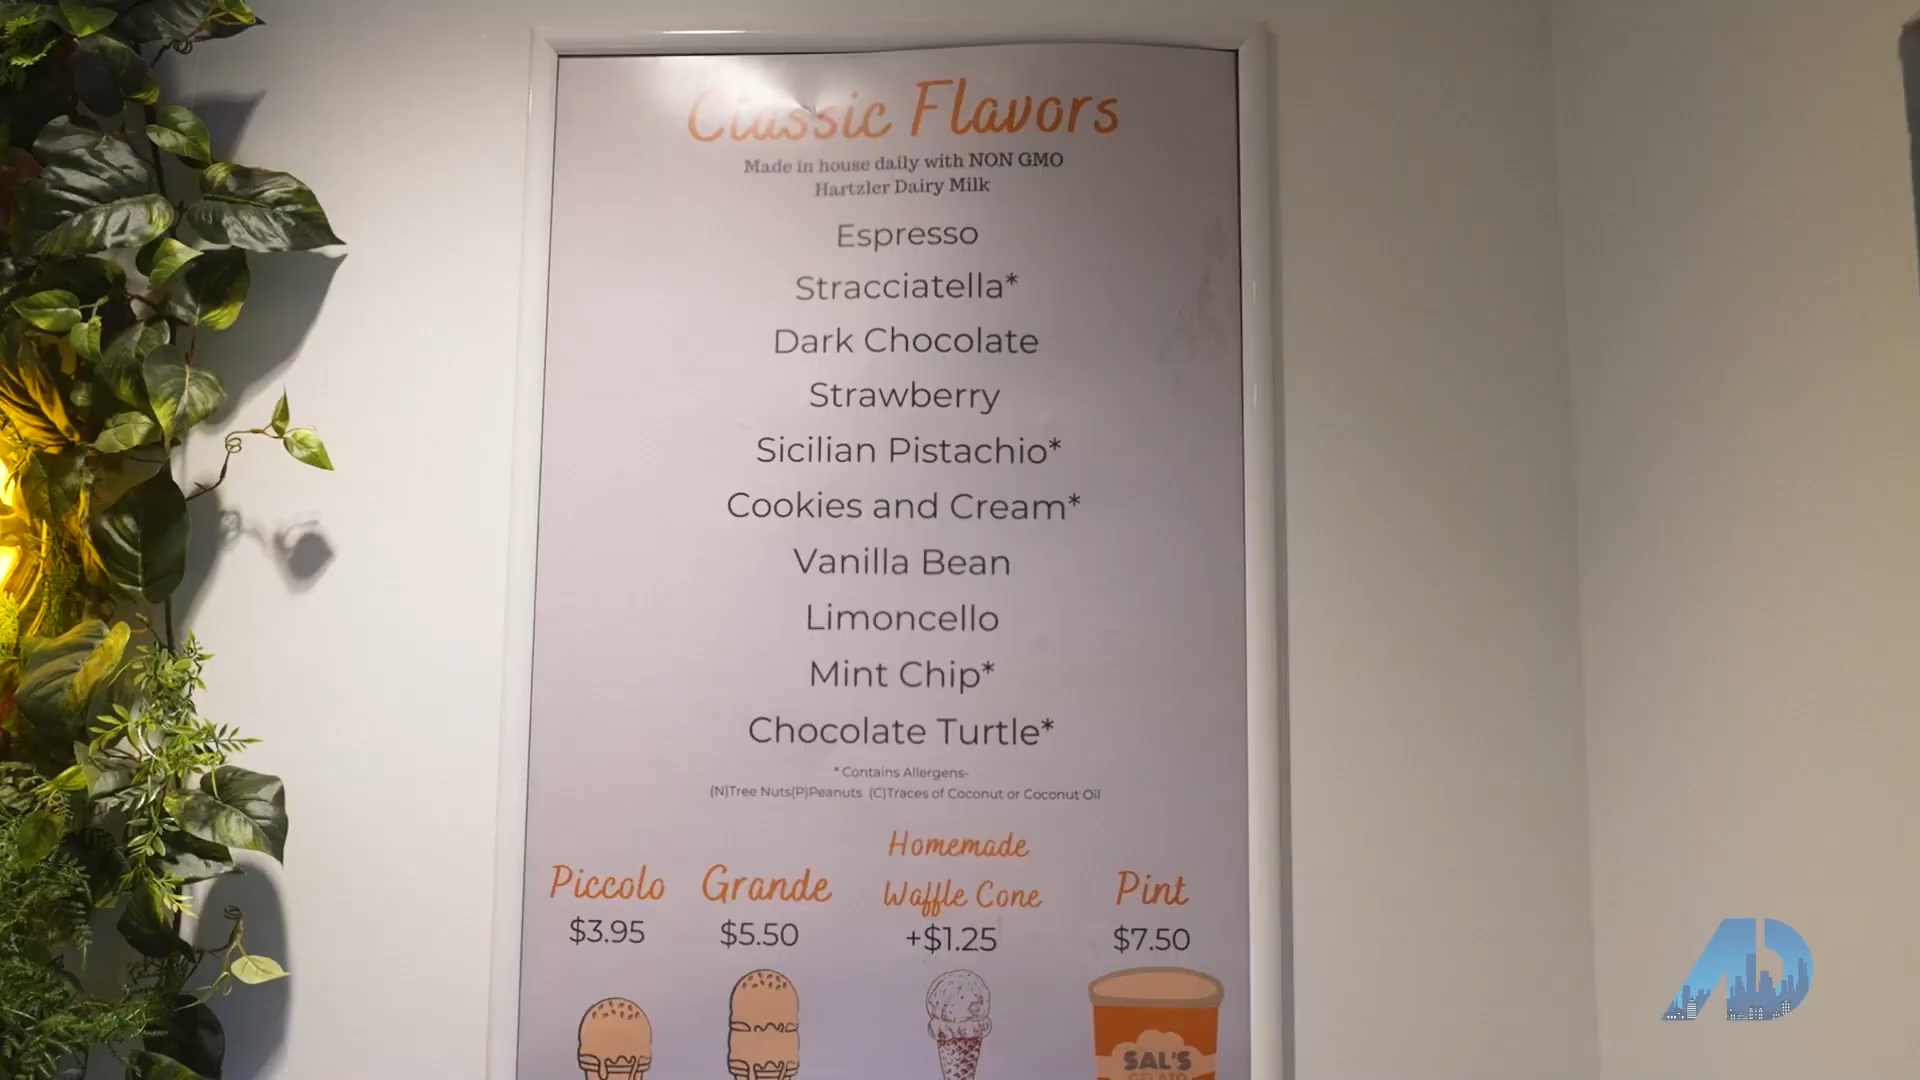 Classic Flavors
Made in house daily with NON GMO
Hartzler Dairy Milk
Espresso
Stracciatella*
Dark Chocolate
Strawberry
Sicilian Pistachio*
Cookies and Cream*
Vanilla Bean
Limoncello
Mint Chip*
Chocolate Turtle*
* Contains Allergens-
(N)Tree Nuts(P)Peanuts (C)Traces of Coconut or Coconut Oil
Piccolo
$3.95
Grande
$5.50
Homemade
Waffle Cone
+$1.25
Pint
$7.50
SAL'S
GELATO
AD